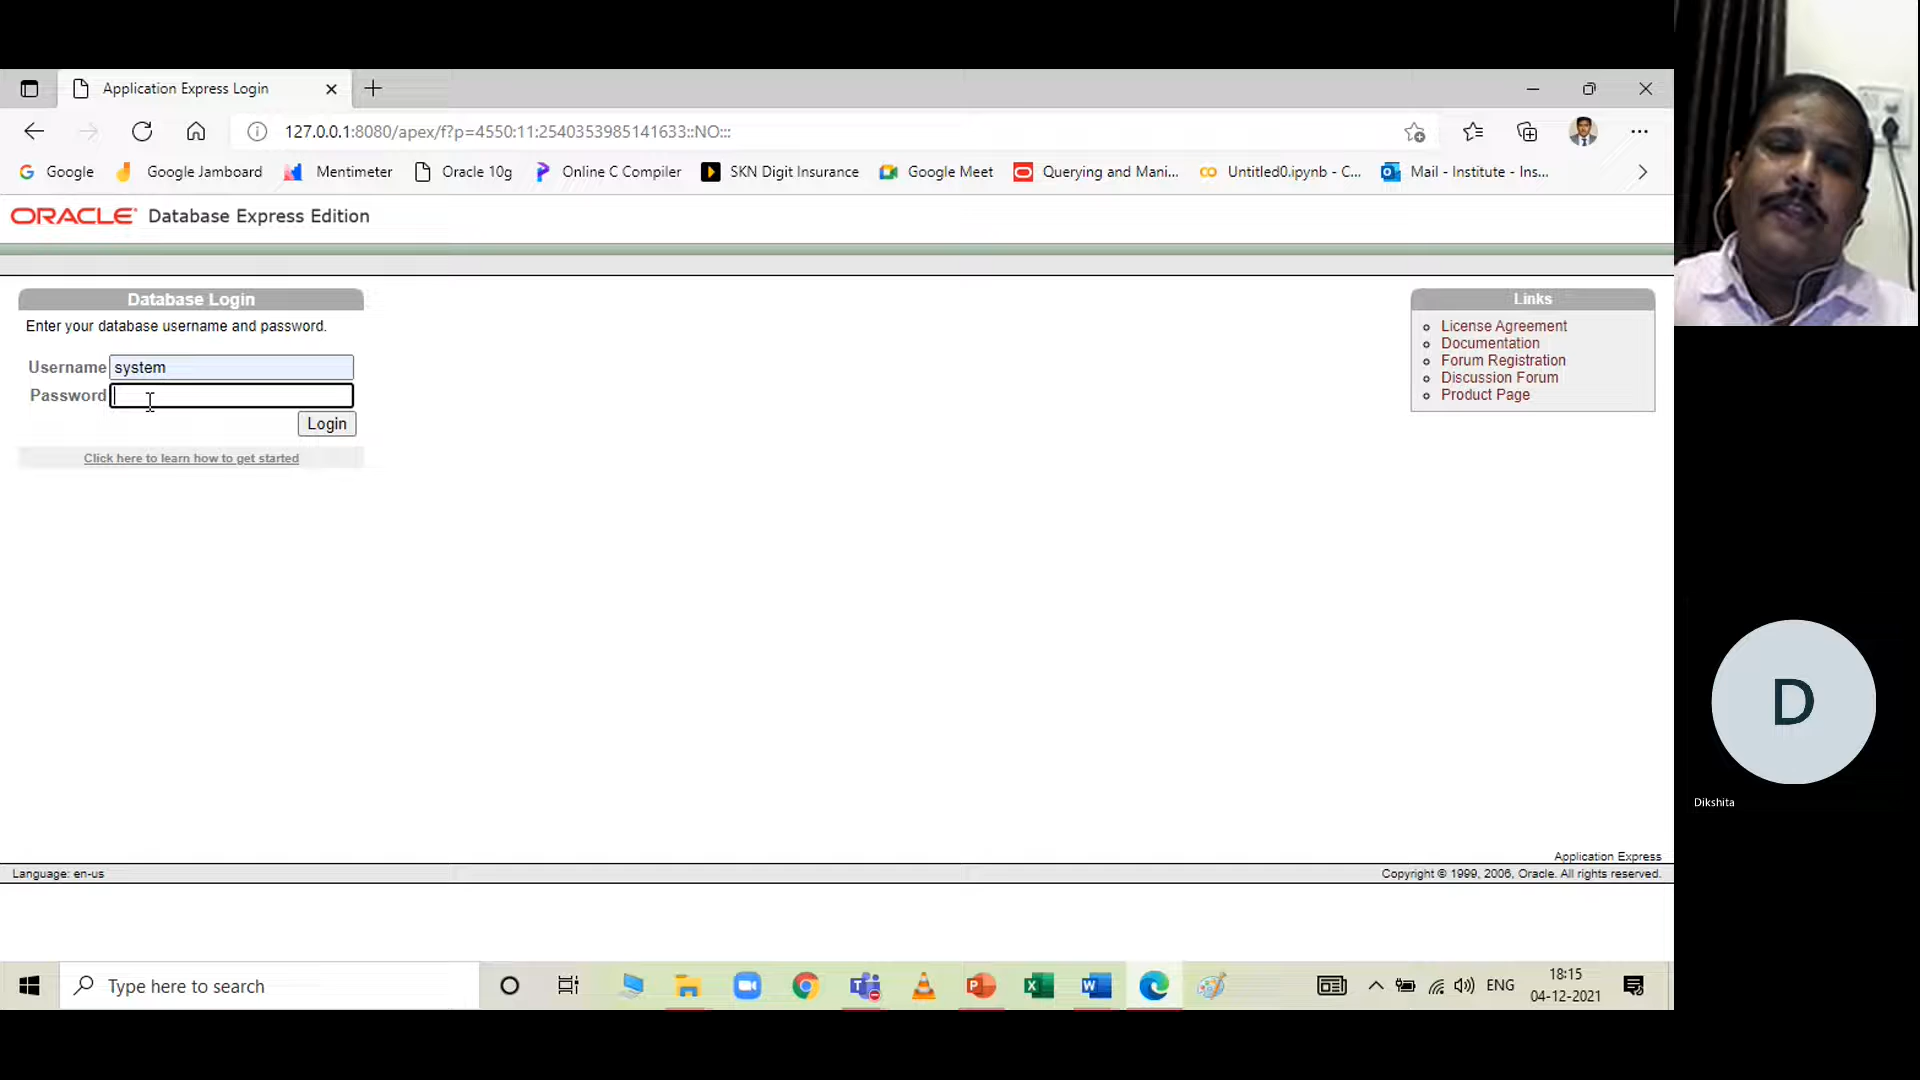 Application Express Login
127.0.0.1:8080/apex/f?p=4550:11:2540353985141633::NO:::
Google
Google Jamboard
Mentimeter
Oracle 10g
Online C Compiler
SKN Digit Insurance
Google Meet
Querying and Mani...
Untitled0.ipynb - C...
Mail - Institute - Ins...
ORACLE Database Express Edition
Database Login
Enter your database username and password.
Username system
Password
Login
Click here to learn how to get started
Links
License Agreement
Documentation
Forum Registration
Discussion Forum
Product Page
D
Dikshita
Application Express
Language: en-us
Copyright © 1999, 2006, Oracle. All rights reserved.
Type here to search
ENG
18:15
04-12-2021